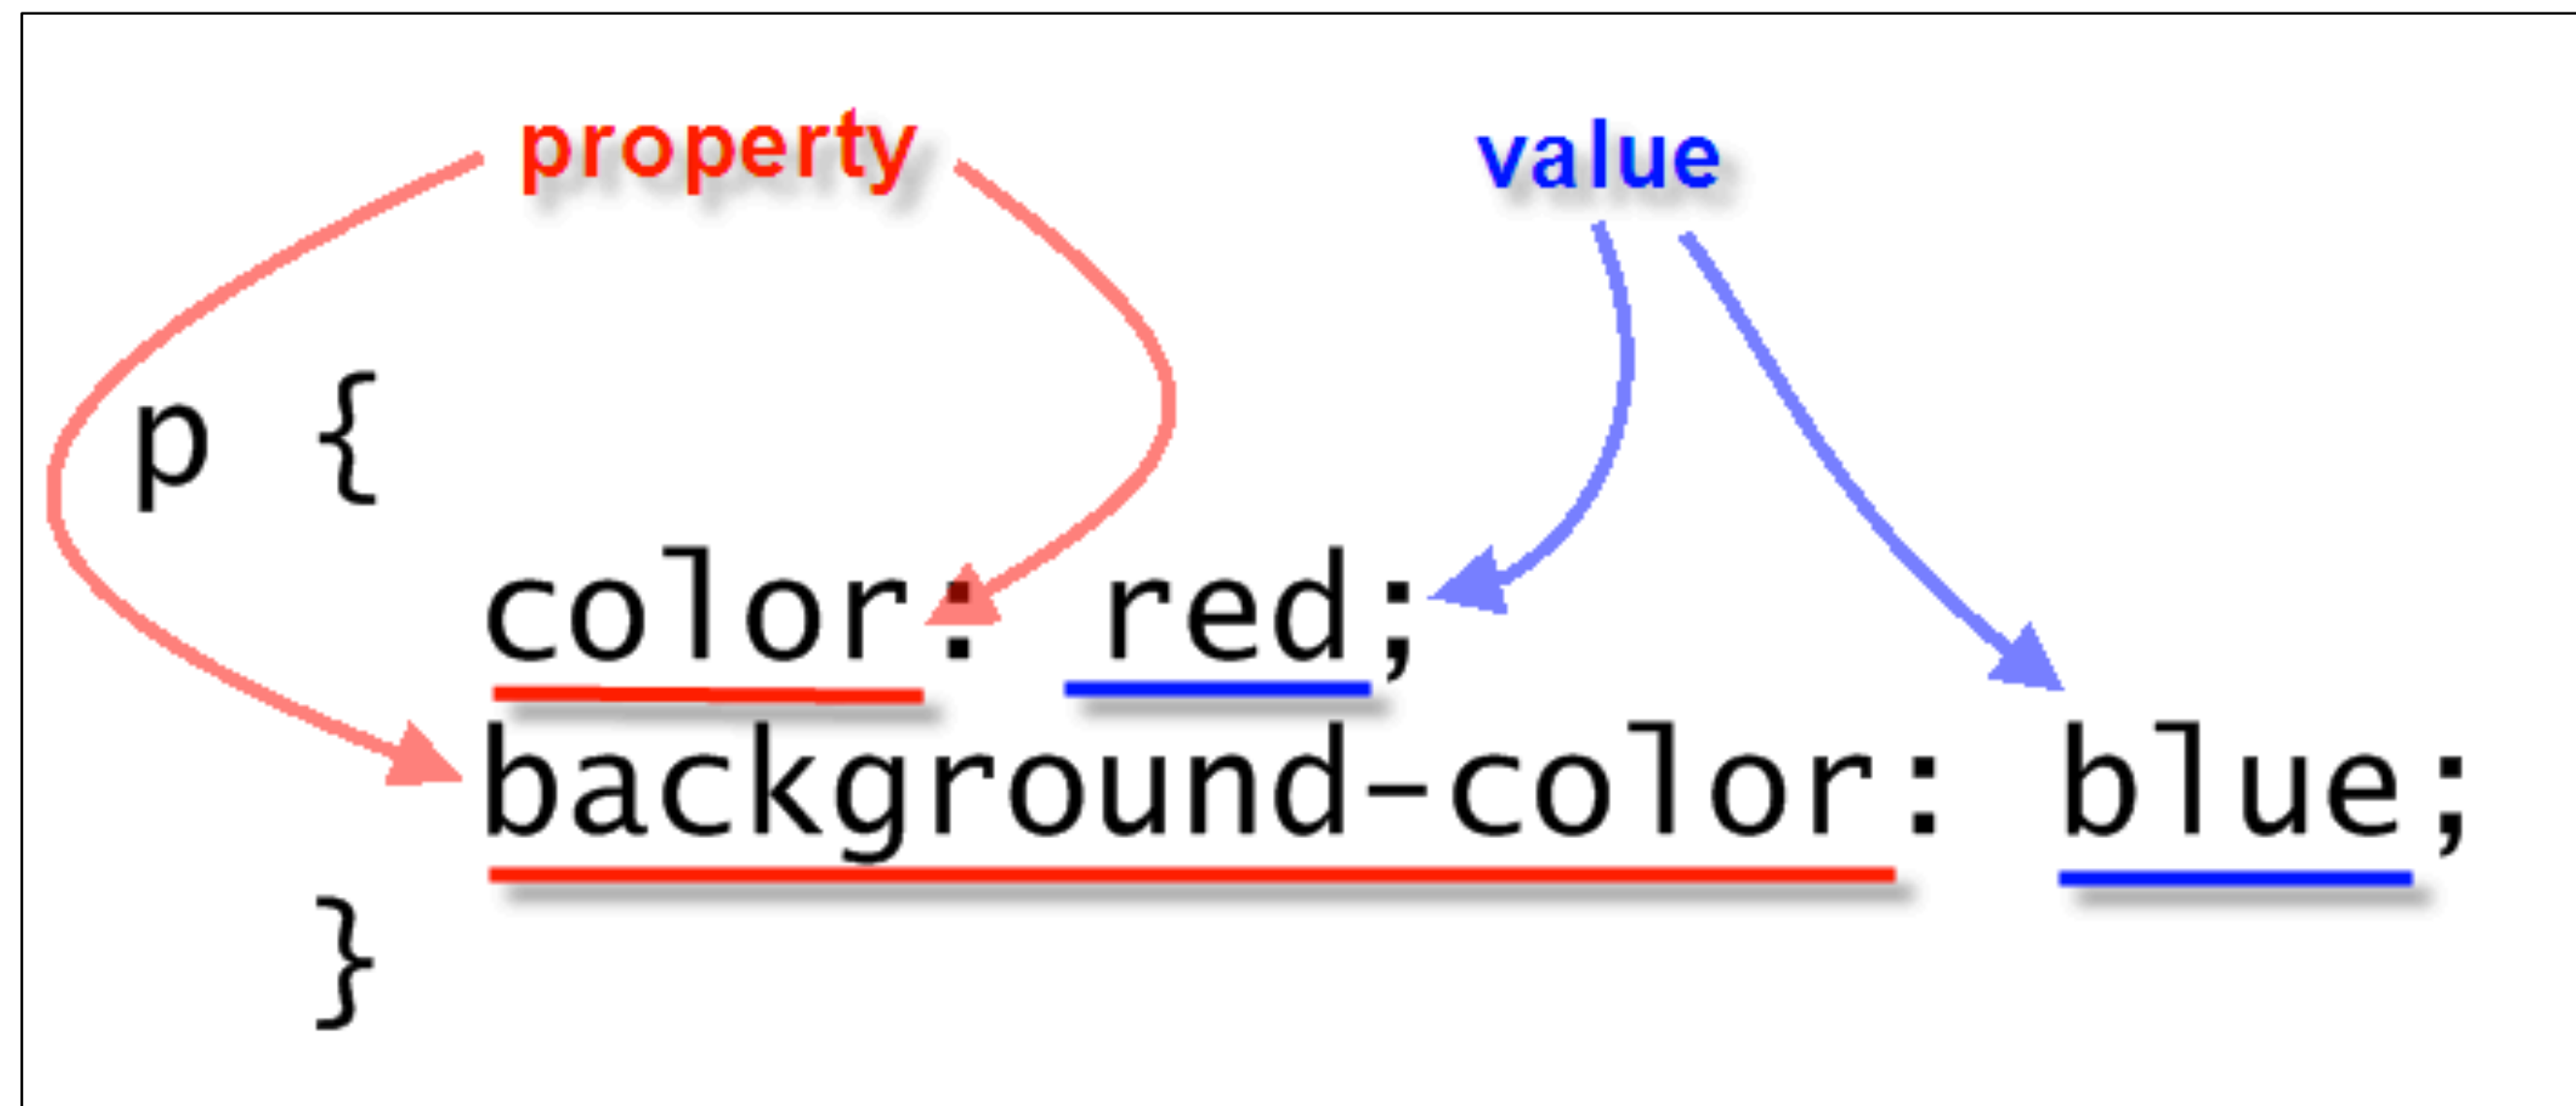 property value
p {
color: red;
background-color: blue;
}